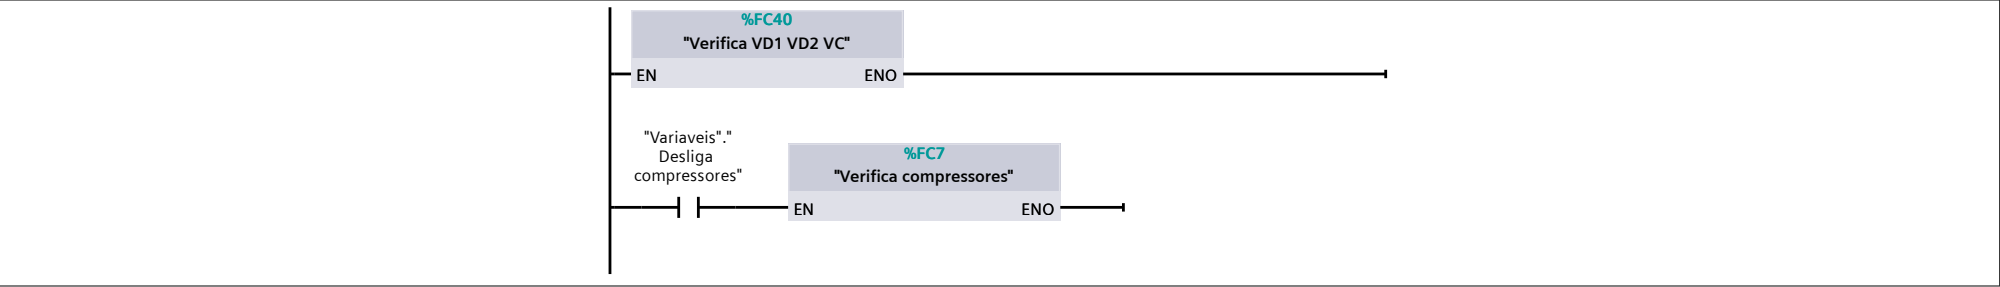 %FC40
"Verifica VD1 VD2 VC"
EN ENO
"Variaveis"."
Desliga
compressores"
%FC7
"Verifica compressores"
EN ENO